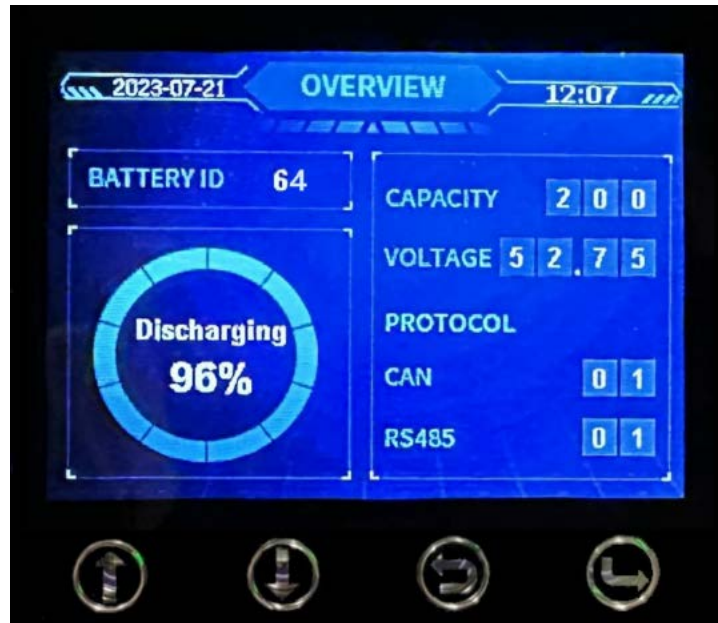 2023-07-21 OVERVIEW 12:07
BATTERY ID 64
Discharging
96%
CAPACITY 200
VOLTAGE 52.75
PROTOCOL
CAN 01
RS485 01